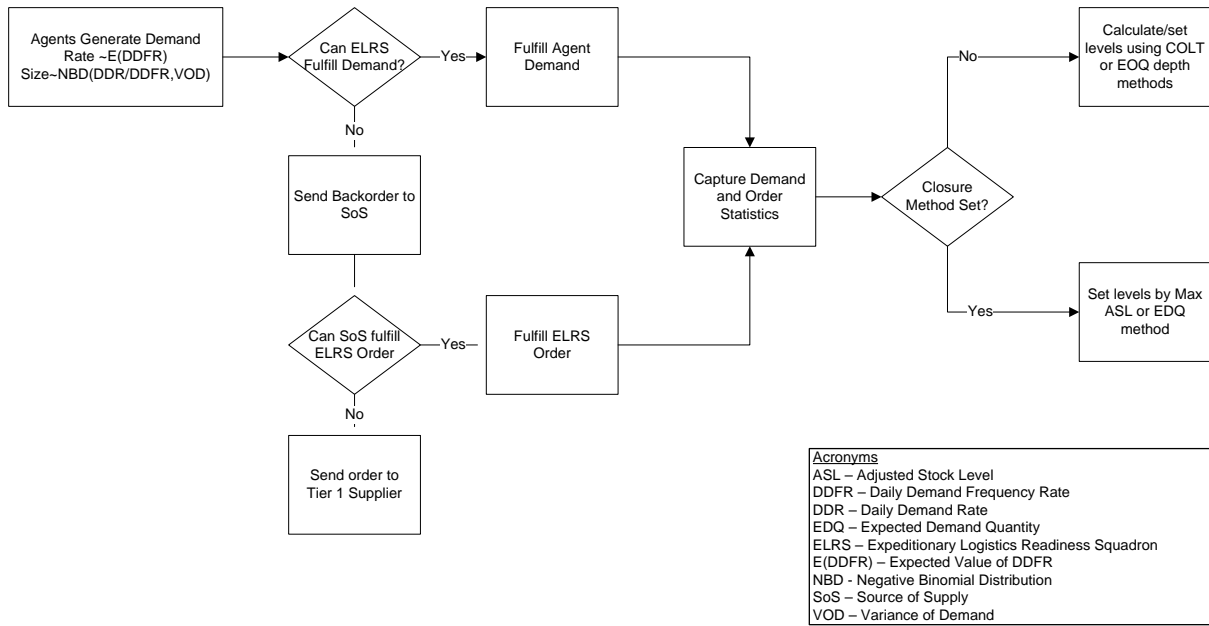 Agents Generate Demand
Rate ~E(DDFR)
Size~NBD(DDR/DDFR,VOD)
Can ELRS
Fulfill Demand?
Yes
Fulfill Agent
Demand
No
Send Backorder to
SoS
Can SoS fulfill
ELRS Order
Yes
Fulfill ELRS
Order
No
Send order to
Tier 1 Supplier
Capture Demand
and Order
Statistics
Closure
Method Set?
No
Calculate/set
levels using COLT
or EOQ depth
methods
Yes
Set levels by Max
ASL or EDQ
method
Acronyms
ASL – Adjusted Stock Level
DDFR – Daily Demand Frequency Rate
DDR – Daily Demand Rate
EDQ – Expected Demand Quantity
ELRS – Expeditionary Logistics Readiness Squadron
E(DDFR) – Expected Value of DDFR
NBD - Negative Binomial Distribution
SoS – Source of Supply
VOD – Variance of Demand